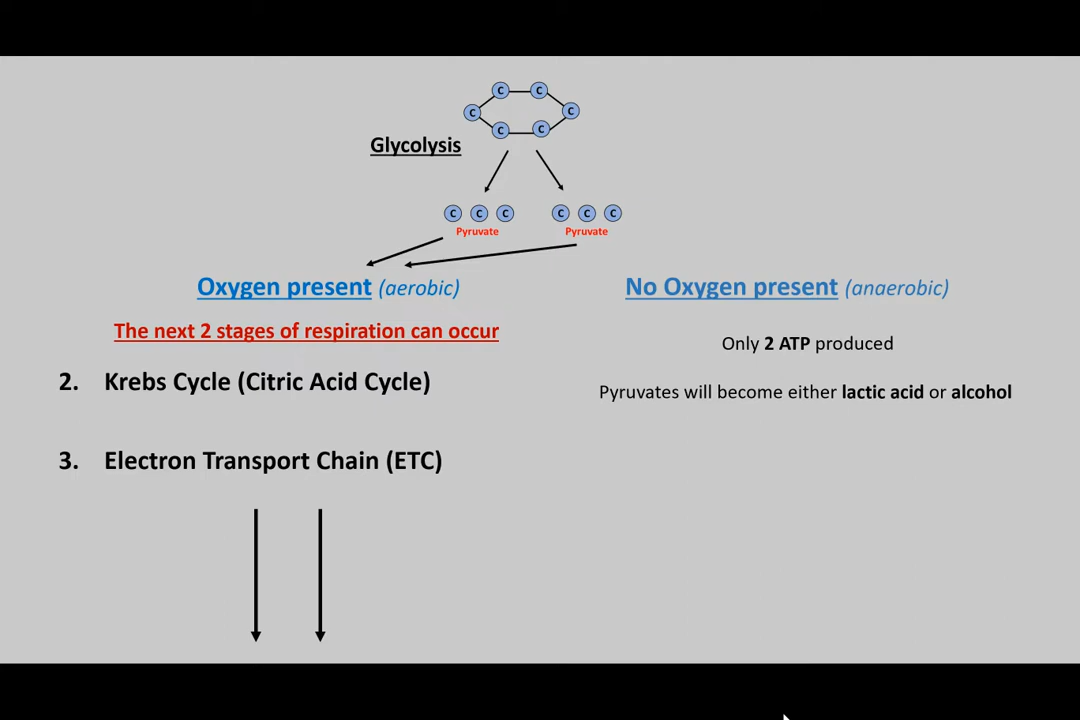 C C
C C
C C
Glycolysis
C C C C C C
Pyruvate Pyruvate
Oxygen present (aerobic)
The next 2 stages of respiration can occur
2. Krebs Cycle (Citric Acid Cycle)
3. Electron Transport Chain (ETC)
No Oxygen present (anaerobic)
Only 2 ATP produced
Pyruvates will become either lactic acid or alcohol